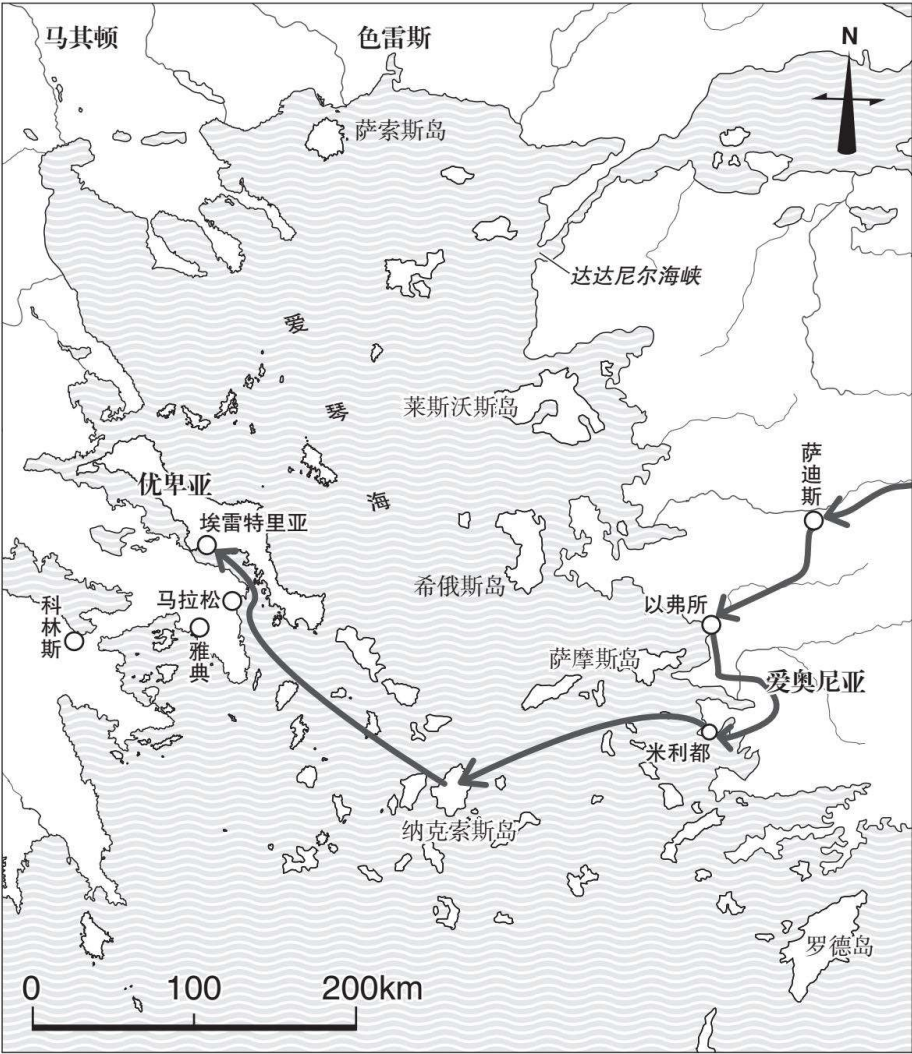 马其顿
色雷斯
N
萨索斯岛
达达尼尔海峡
爱琴海
莱斯沃斯岛
萨迪斯
优卑亚
埃雷特里亚
希俄斯岛
马拉松
以弗所
科林斯
雅典
萨摩斯岛
爱奥尼亚
米利都
纳克索斯岛
罗德岛
0 100 200km